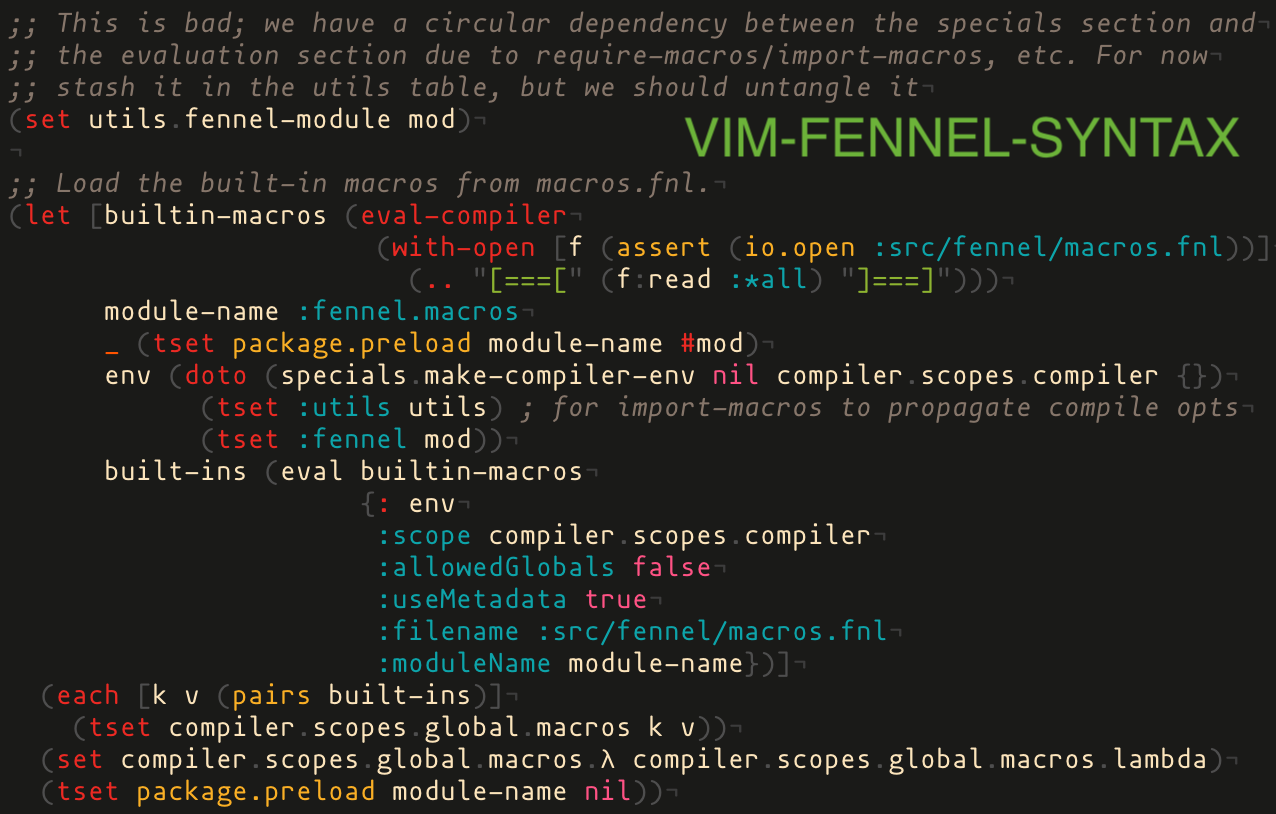 ;; This is bad; we have a circular dependency between the specials section and¬
;; the evaluation section due to require-macros/import-macros, etc. For now¬
;; stash it in the utils table, but we should untangle it¬
(set utils.fennel-module mod)¬
VIM-FENNEL-SYNTAX
¬
;; Load the built-in macros from macros.fnl.¬
(let [builtin-macros (eval-compiler¬
                       (with-open [f (assert (io.open :src/fennel/macros.fnl))]
                         (.. "[===[" (f:read :*all) "]===]")))¬
      module-name :fennel.macros¬
      _ (tset package.preload module-name #mod)¬
      env (doto (specials.make-compiler-env nil compiler.scopes.compiler {})¬
            (tset :utils utils) ; for import-macros to propagate compile opts¬
            (tset :fennel mod))¬
      built-ins (eval builtin-macros¬
                      {: env¬
                       :scope compiler.scopes.compiler¬
                       :allowedGlobals false¬
                       :useMetadata true¬
                       :filename :src/fennel/macros.fnl¬
                       :moduleName module-name})]¬
  (each [k v (pairs built-ins)]¬
    (tset compiler.scopes.global.macros k v))¬
  (set compiler.scopes.global.macros.λ compiler.scopes.global.macros.lambda)¬
  (tset package.preload module-name nil))¬